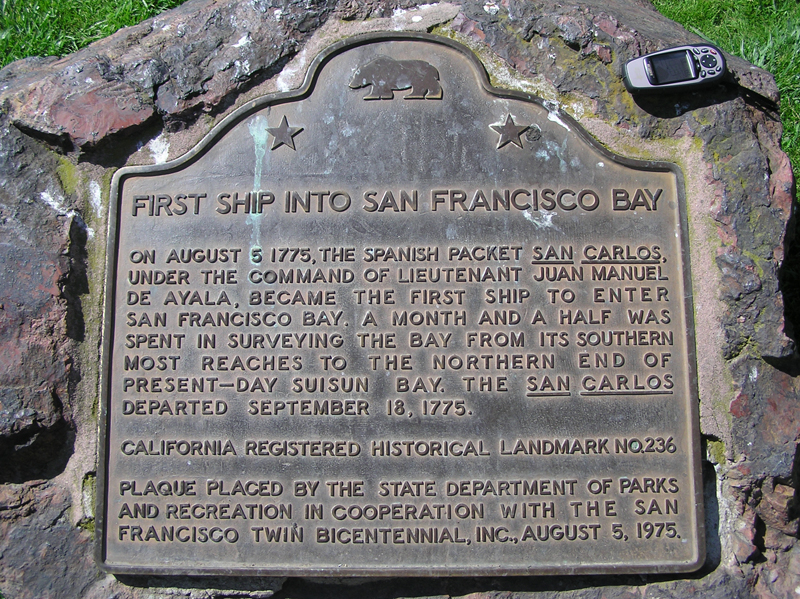 FIRST SHIP INTO SAN FRANCISCO BAY
ON AUGUST 5 1775, THE SPANISH PACKET SAN CARLOS,
UNDER THE COMMAND OF LIEUTENANT JUAN MANUEL
DE AYALA, BECAME THE FIRST SHIP TO ENTER
SAN FRANCISCO BAY. A MONTH AND A HALF WAS
SPENT IN SURVEYING THE BAY FROM ITS SOUTHERN
MOST REACHES TO THE NORTHERN END OF
PRESENT-DAY SUISUN BAY. THE SAN CARLOS
DEPARTED SEPTEMBER 18, 1775.
CALIFORNIA REGISTERED HISTORICAL LANDMARK NO.236
PLAQUE PLACED BY THE STATE DEPARTMENT OF PARKS
AND RECREATION IN COOPERATION WITH THE SAN
FRANCISCO TWIN BICENTENNIAL, INC., AUGUST 5, 1975.